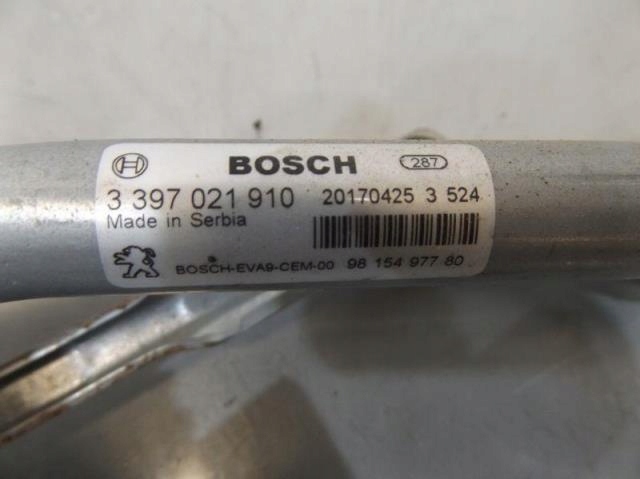 BOSCH 287
3 397 021 910 20170425 3 524
Made in Serbia
BOSCH-EVA9-CEM-00 98 154 977 80